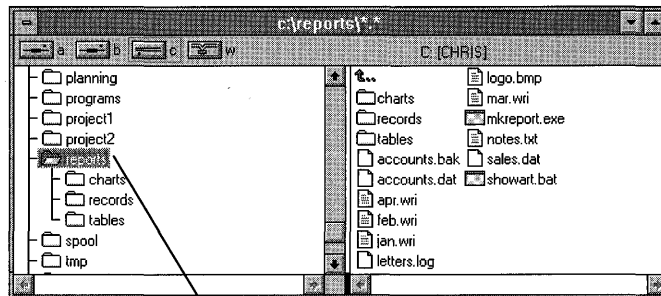 c:\reports\*.*
a b c w C: [CHRIS]
planning
programs
project1
project2
reports
charts
records
tables
spool
tmp
..
charts
records
tables
accounts.bak
accounts.dat
apr.wri
feb.wri
jan.wri
letters.log
logo.bmp
mar.wri
mkreport.exe
notes.txt
sales.dat
showart.bat